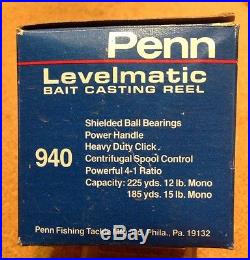 Penn
Levelmatic
BAIT CASTING REEL
Shielded Ball Bearings
Power Handle
Heavy Duty Click
940
Centrifugal Spool Control
Powerful 4-1 Ratio
Capacity: 225 yds. 12 lb. Mono
185 yds. 15 lb. Mono
Penn Fishing Tackle Phila., Pa. 19132